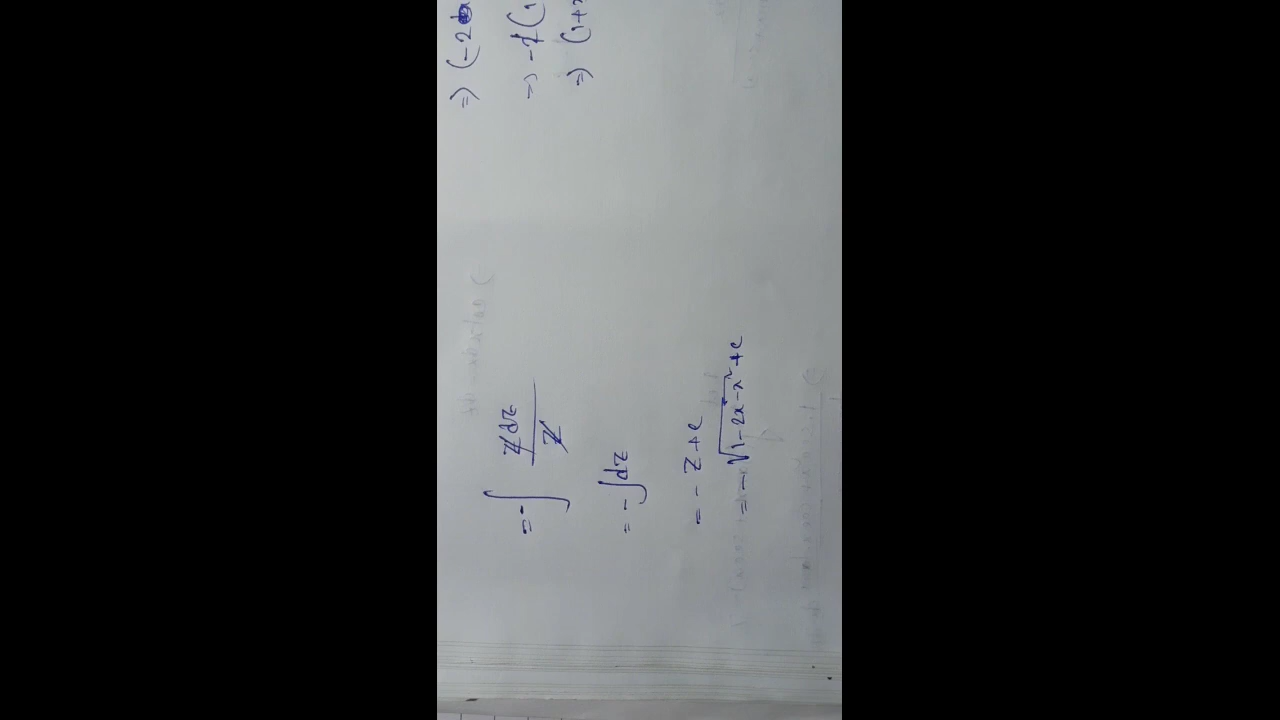 = - ∫ z dz / z
= - ∫ dz
= - z + c
= - √(1-2x-x²) + c
=> (-2
=> -2(1
=> (1+x